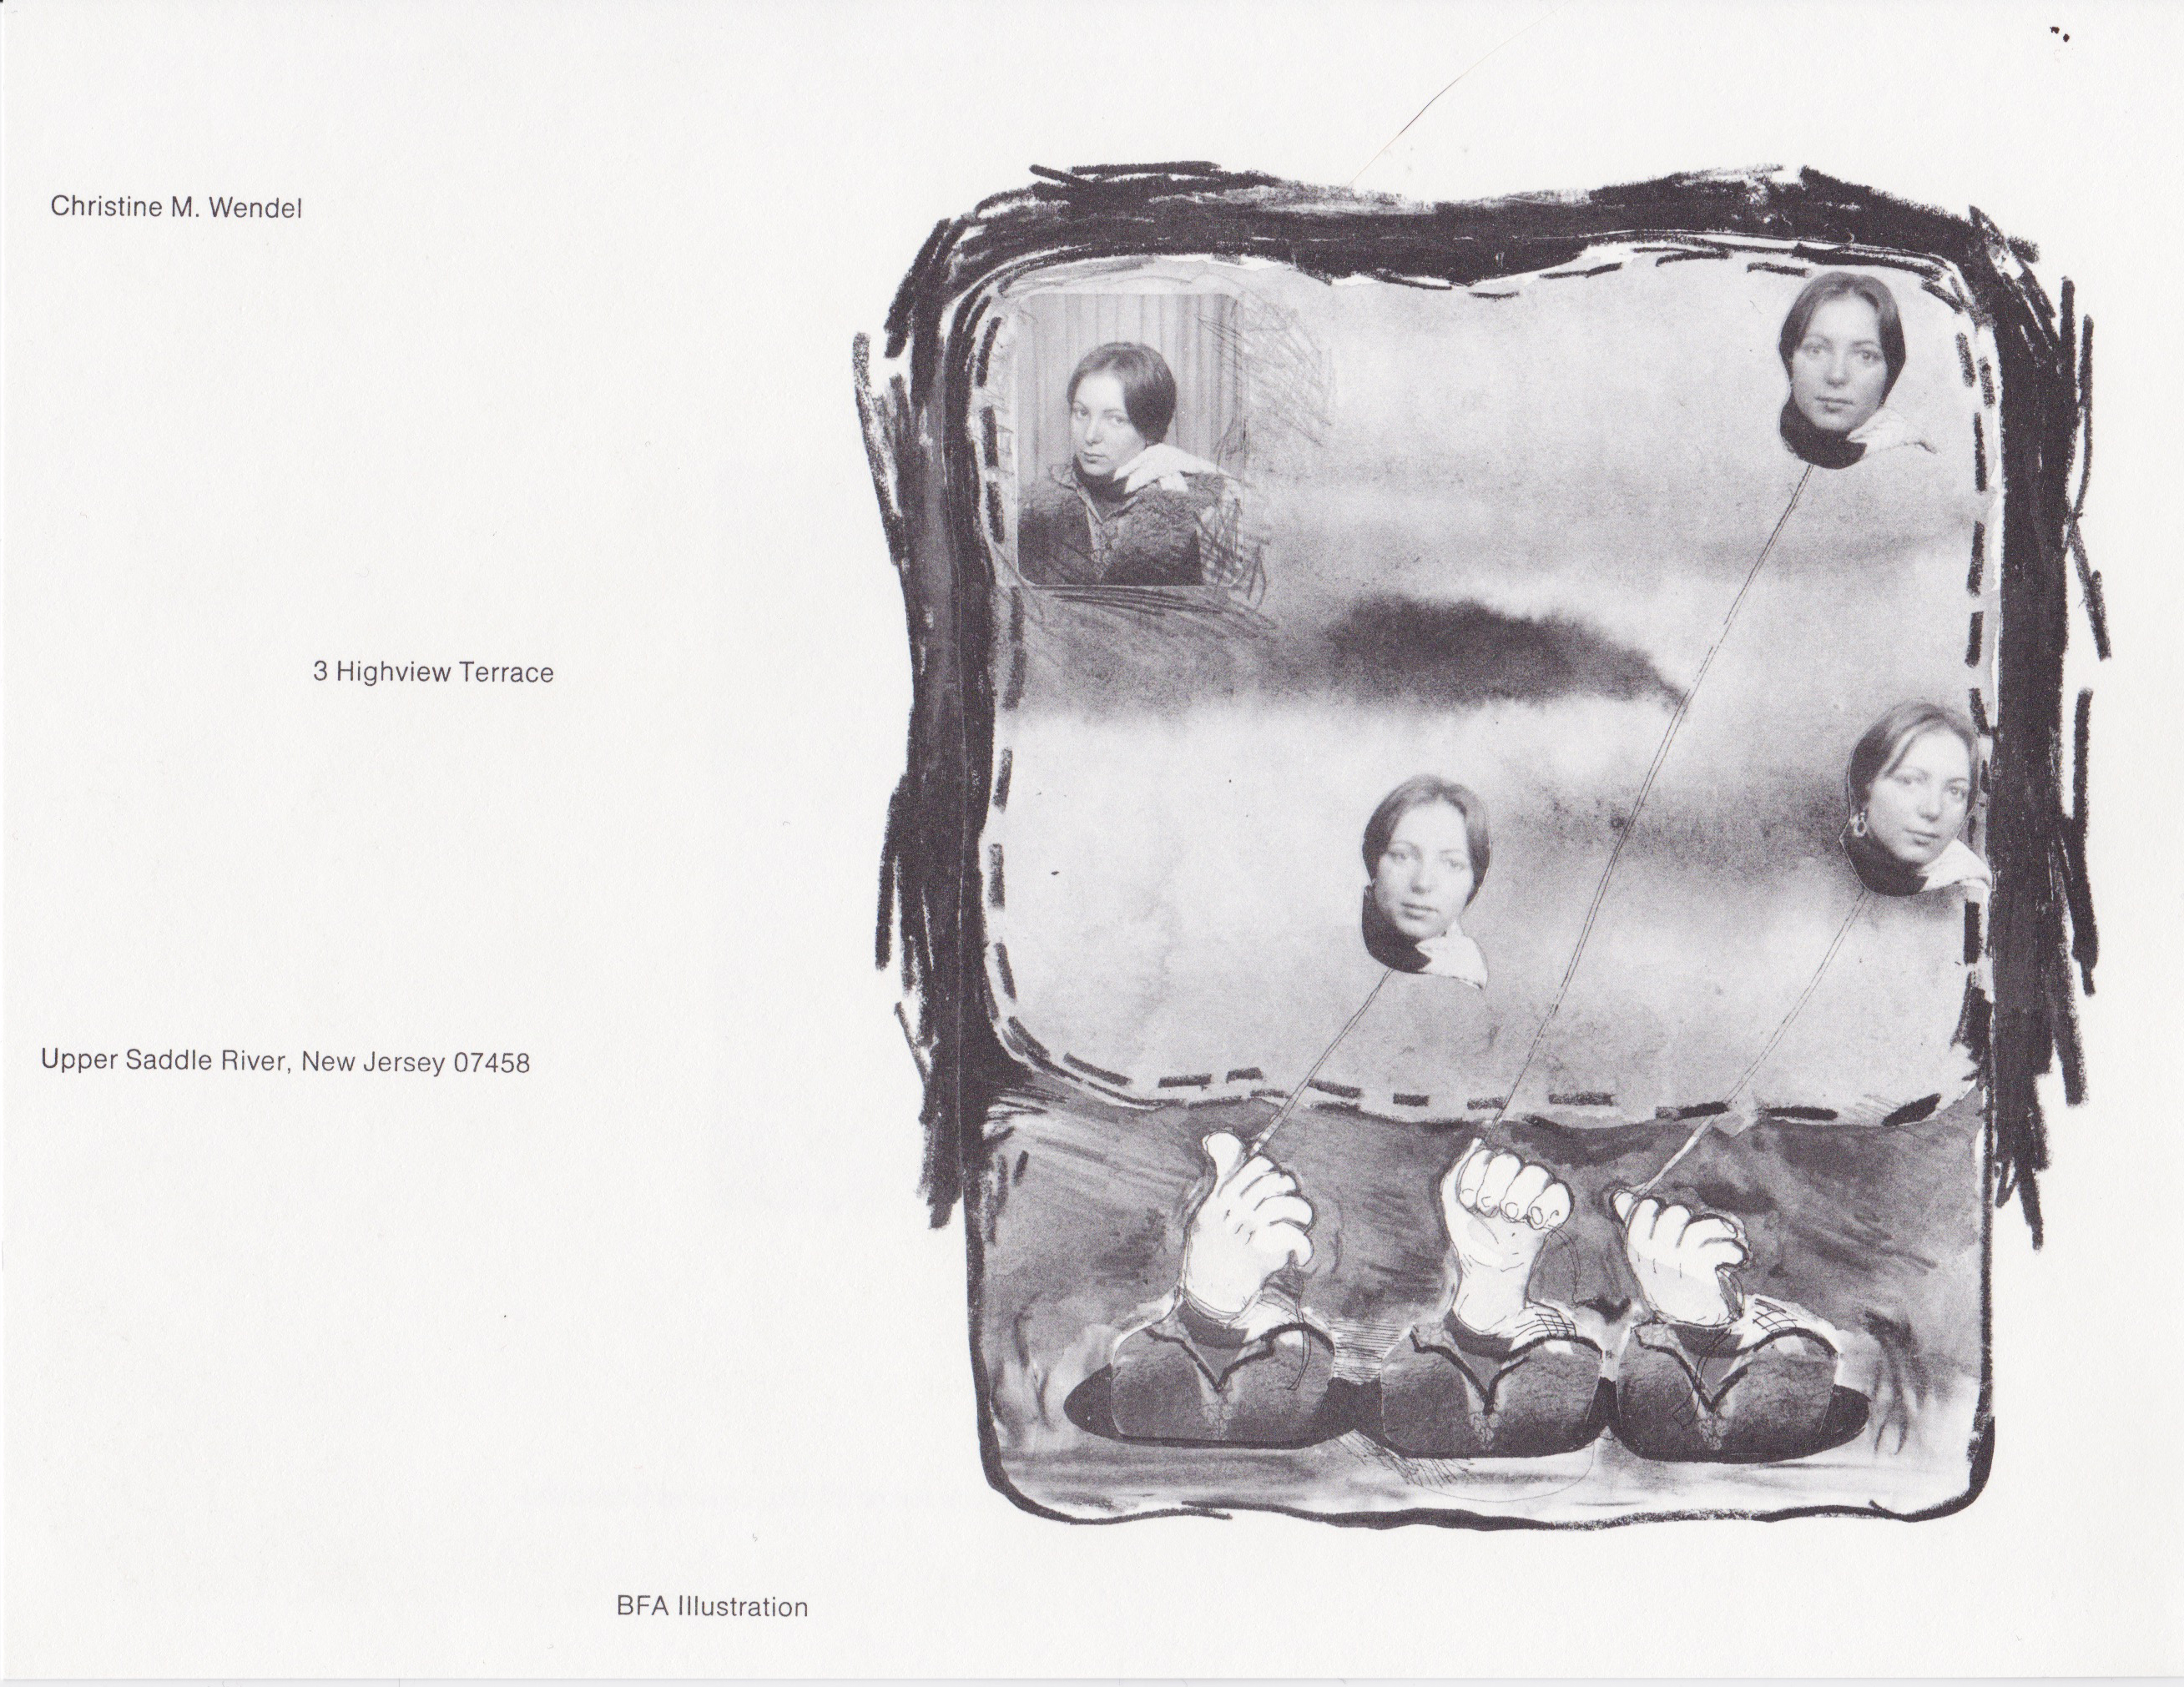 Christine M. Wendel
3 Highview Terrace
Upper Saddle River, New Jersey 07458
BFA Illustration